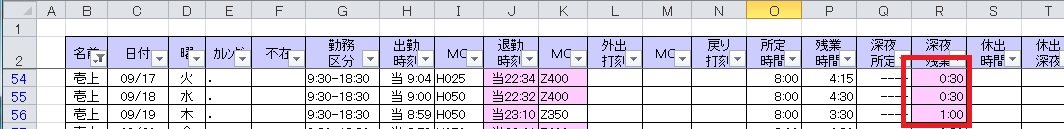 A B C D E F G H I J K L M N O P Q R S T
1
2 名前 日付 曜 カレンダ 不在 勤務区分 出勤時刻 MC 退勤時刻 MC 外出打刻 MC 戻り打刻 所定時間 残業時間 深夜所定 深夜残業 休出時間 休出深夜
54 壱上 09/17 火 . 9:30-18:30 当 9:04 H025 当22:34 Z400 8:00 4:15 ---- 0:30
55 壱上 09/18 水 . 9:30-18:30 当 9:00 H050 当22:32 Z400 8:00 4:30 ---- 0:30
56 壱上 09/19 木 . 9:30-18:30 当 8:59 H050 当23:10 Z350 8:00 3:30 ---- 1:00